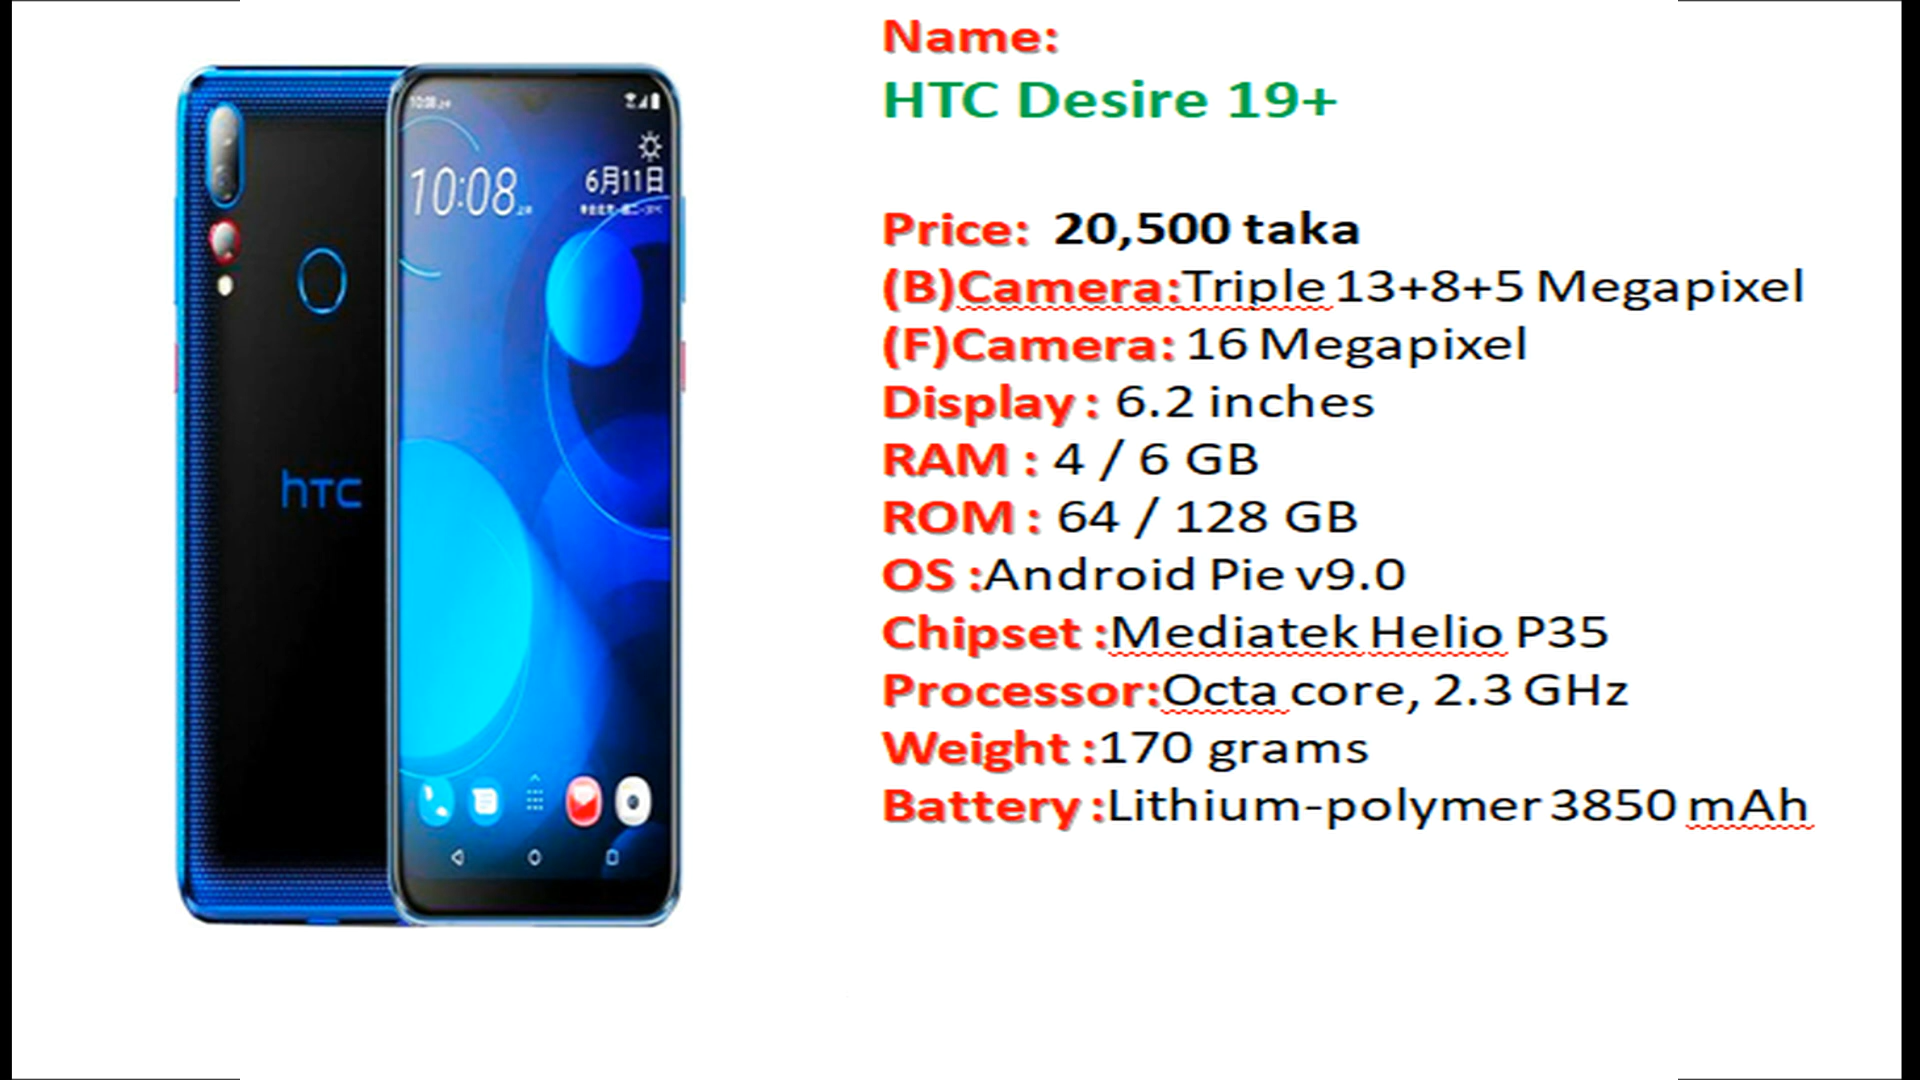 Name:
HTC Desire 19+
Price: 20,500 taka
(B)Camera:Triple 13+8+5 Megapixel
(F)Camera: 16 Megapixel
Display : 6.2 inches
RAM : 4 / 6 GB
ROM : 64 / 128 GB
OS :Android Pie v9.0
Chipset :Mediatek Helio P35
Processor:Octa core, 2.3 GHz
Weight :170 grams
Battery :Lithium-polymer 3850 mAh
10:08
10:08
6月11日
hTC